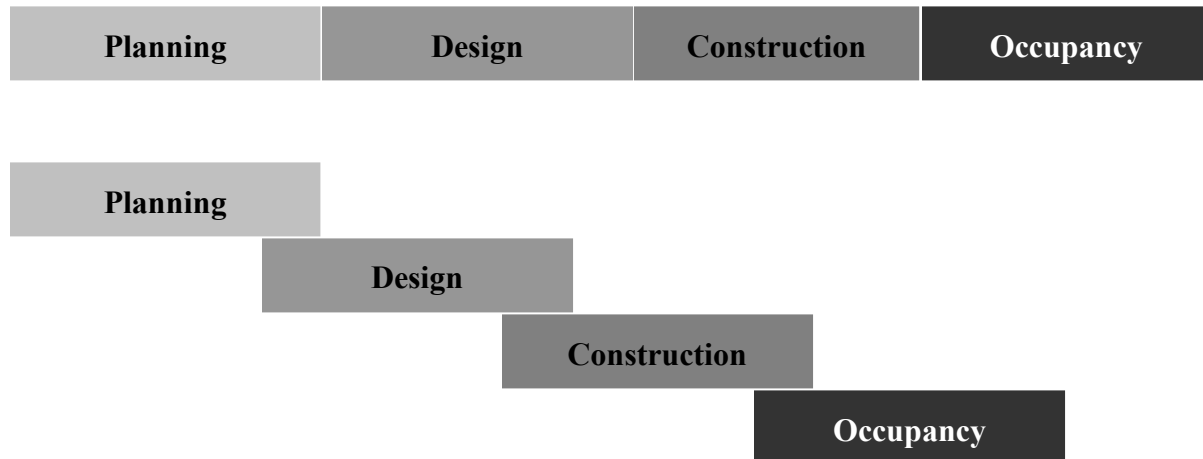 Planning Design Construction Occupancy
Planning
Design
Construction
Occupancy